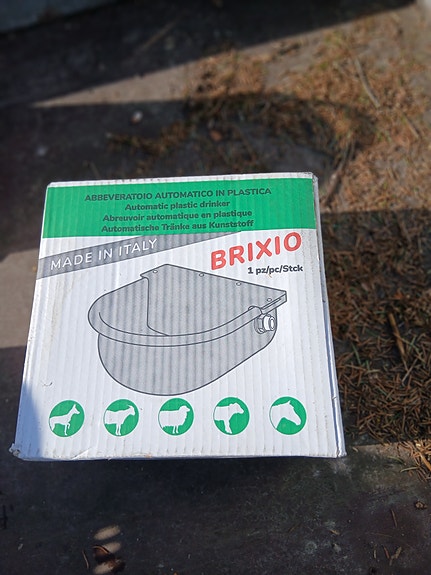 ABBEVERATOIO AUTOMATICO IN PLASTICA
Automatic plastic drinker
Abreuvoir automatique en plastique
Automatische Tränke aus Kunststoff
MADE IN ITALY
BRIXIO
1 pz/pc/Stck